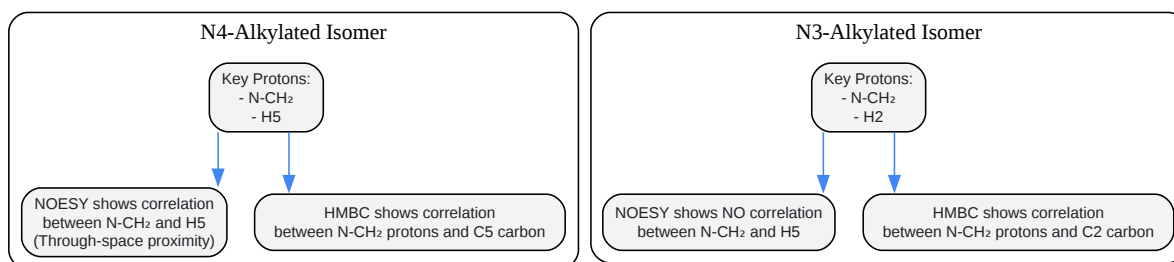 N4-Alkylated Isomer
Key Protons:
- N-CH₂
- H5
NOESY shows correlation
between N-CH₂ and H5
(Through-space proximity)
HMBC shows correlation
between N-CH₂ protons and C5 carbon
N3-Alkylated Isomer
Key Protons:
- N-CH₂
- H2
NOESY shows NO correlation
between N-CH₂ and H5
HMBC shows correlation
between N-CH₂ protons and C2 carbon